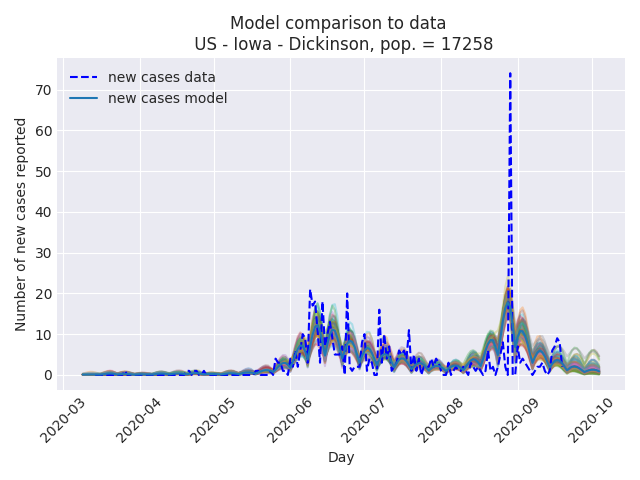 Model comparison to data
US - Iowa - Dickinson, pop. = 17258
new cases data
new cases model
Number of new cases reported
70
60
50
40
30
20
10
0
2020-03
2020-04
2020-05
2020-06
2020-07
2020-08
2020-09
2020-10
Day